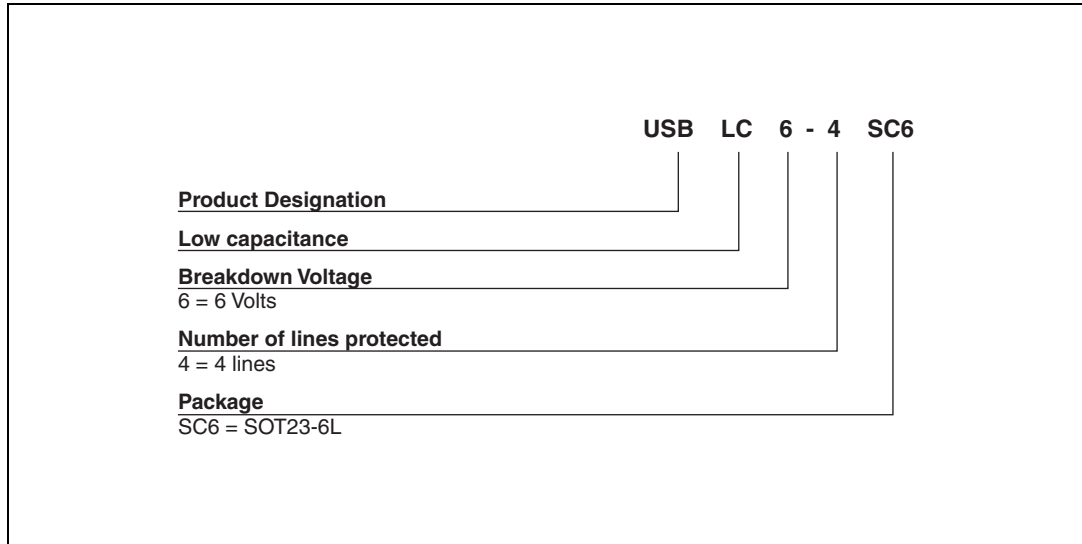 USB LC 6 - 4 SC6
Product Designation
Low capacitance
Breakdown Voltage
6 = 6 Volts
Number of lines protected
4 = 4 lines
Package
SC6 = SOT23-6L